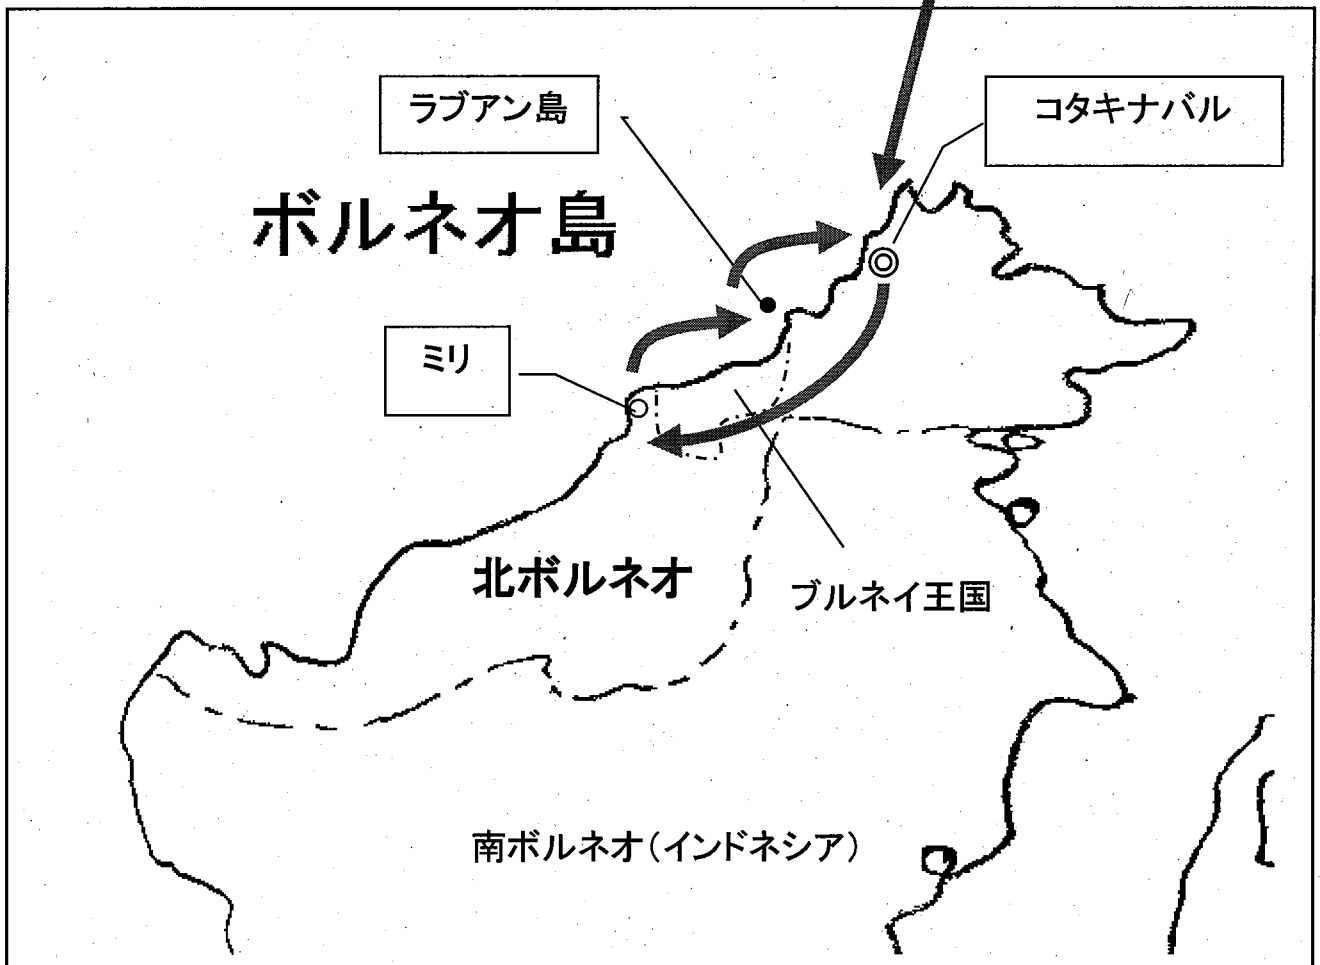 ラブアン島
コタキナバル
ボルネオ島
ミリ
北ボルネオ
ブルネイ王国
南ボルネオ(インドネシア)